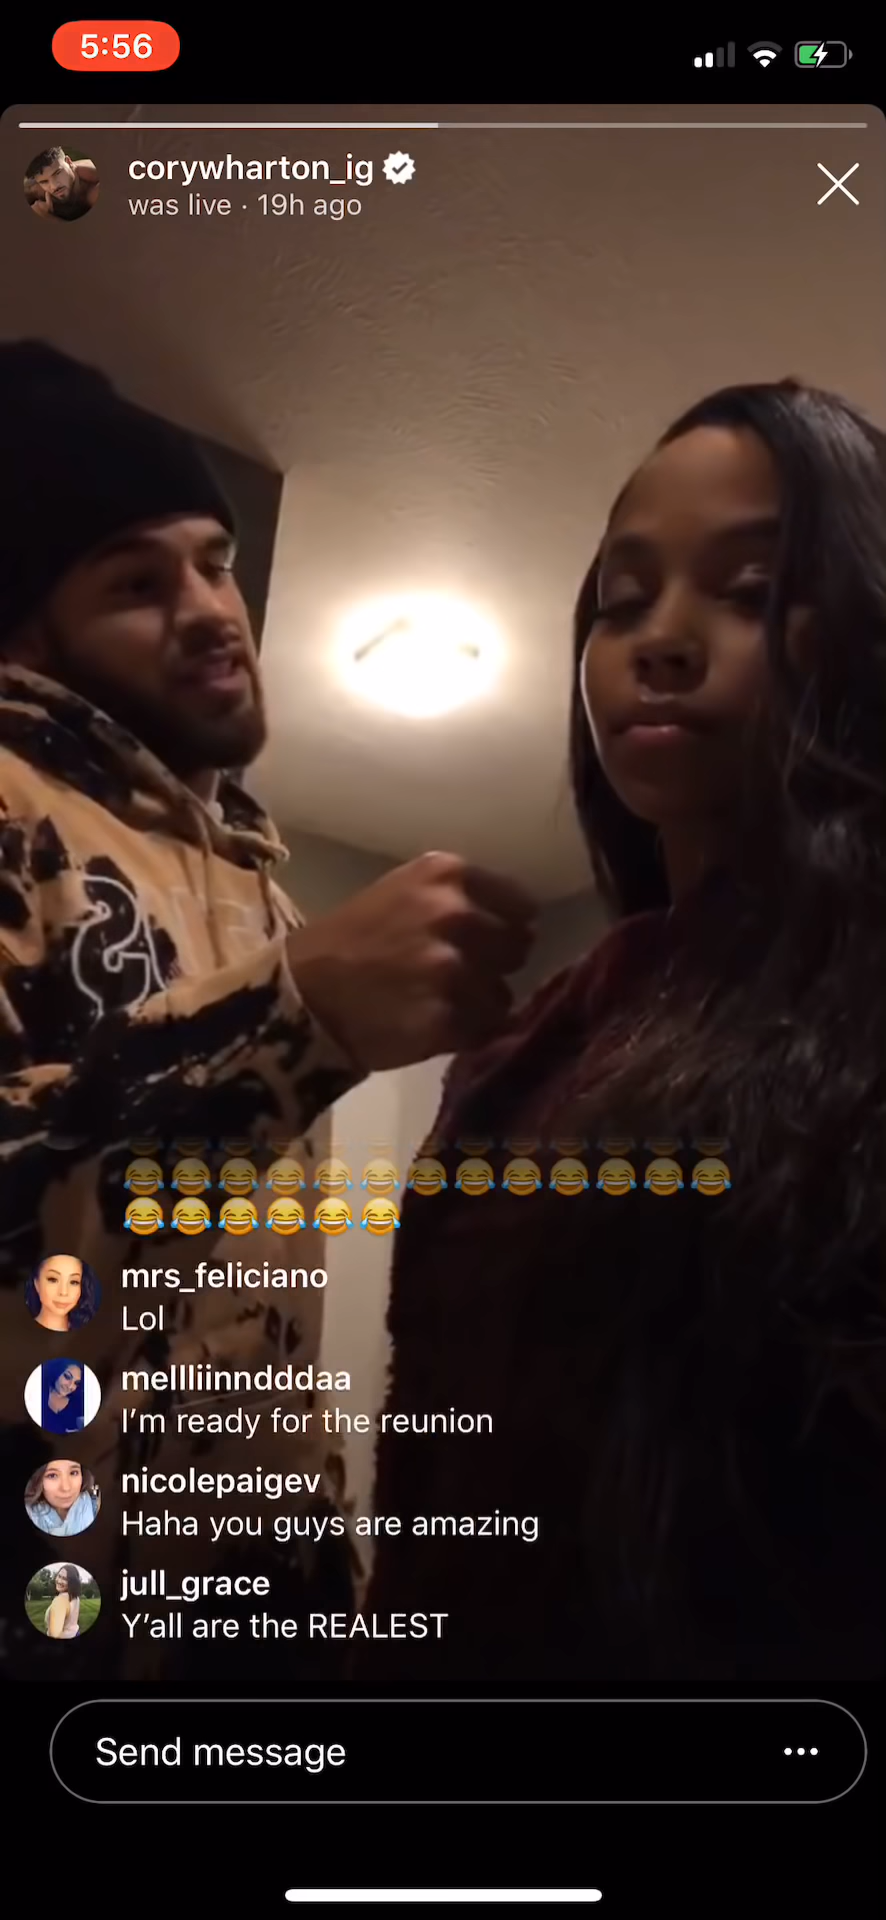 5:56
corywharton_ig
was live · 19h ago
😂😂😂😂😂😂😂😂😂😂😂😂😂
😂😂😂😂😂😂
mrs_feliciano
Lol
mellliinndddaa
I’m ready for the reunion
nicolepaigev
Haha you guys are amazing
jull_grace
Y’all are the REALEST
Send message